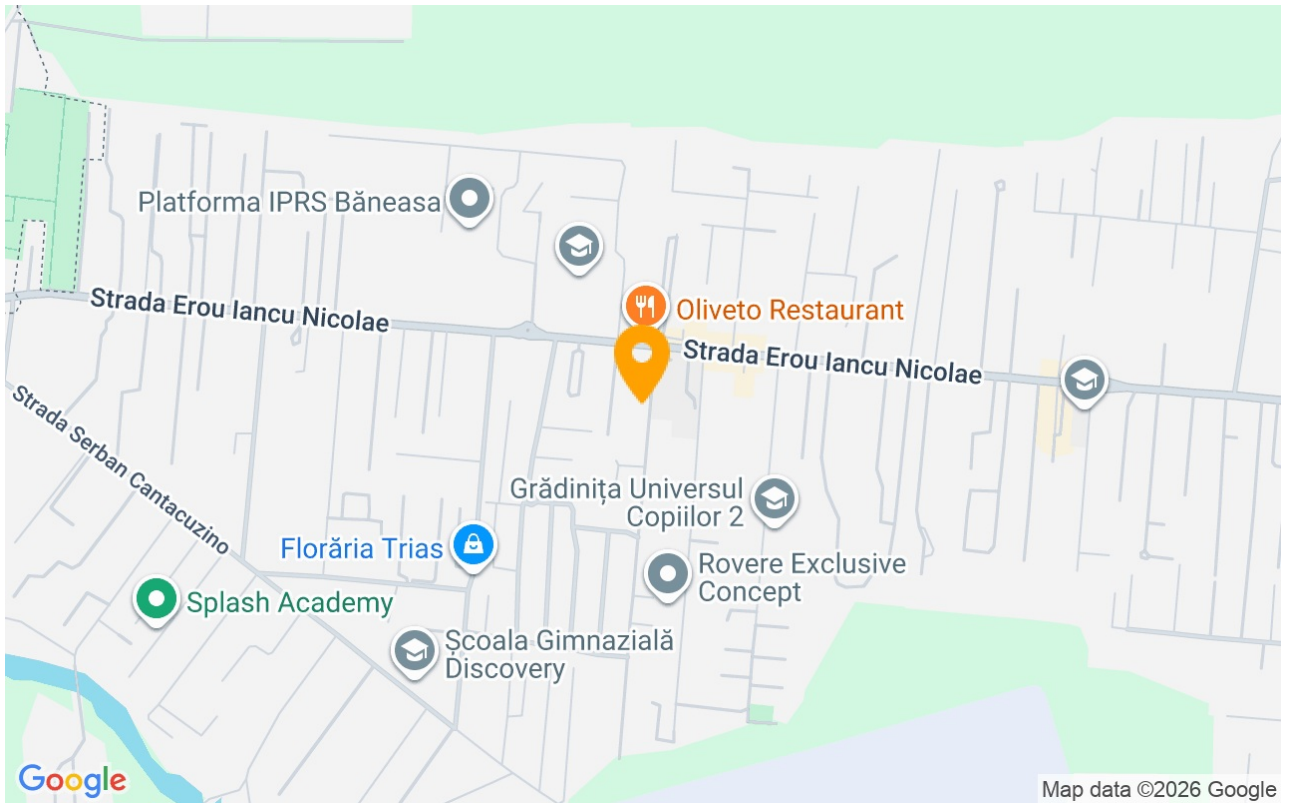 Platforma IPRS Băneasa
Strada Erou Iancu Nicolae
Oliveto Restaurant
Strada Erou Iancu Nicolae
Strada Serban Cantacuzino
Grădinița Universul
Copiilor 2
Florăria Trias
Rovere Exclusive
Concept
Splash Academy
Școala Gimnazială
Discovery
Google
Map data ©2026 Google